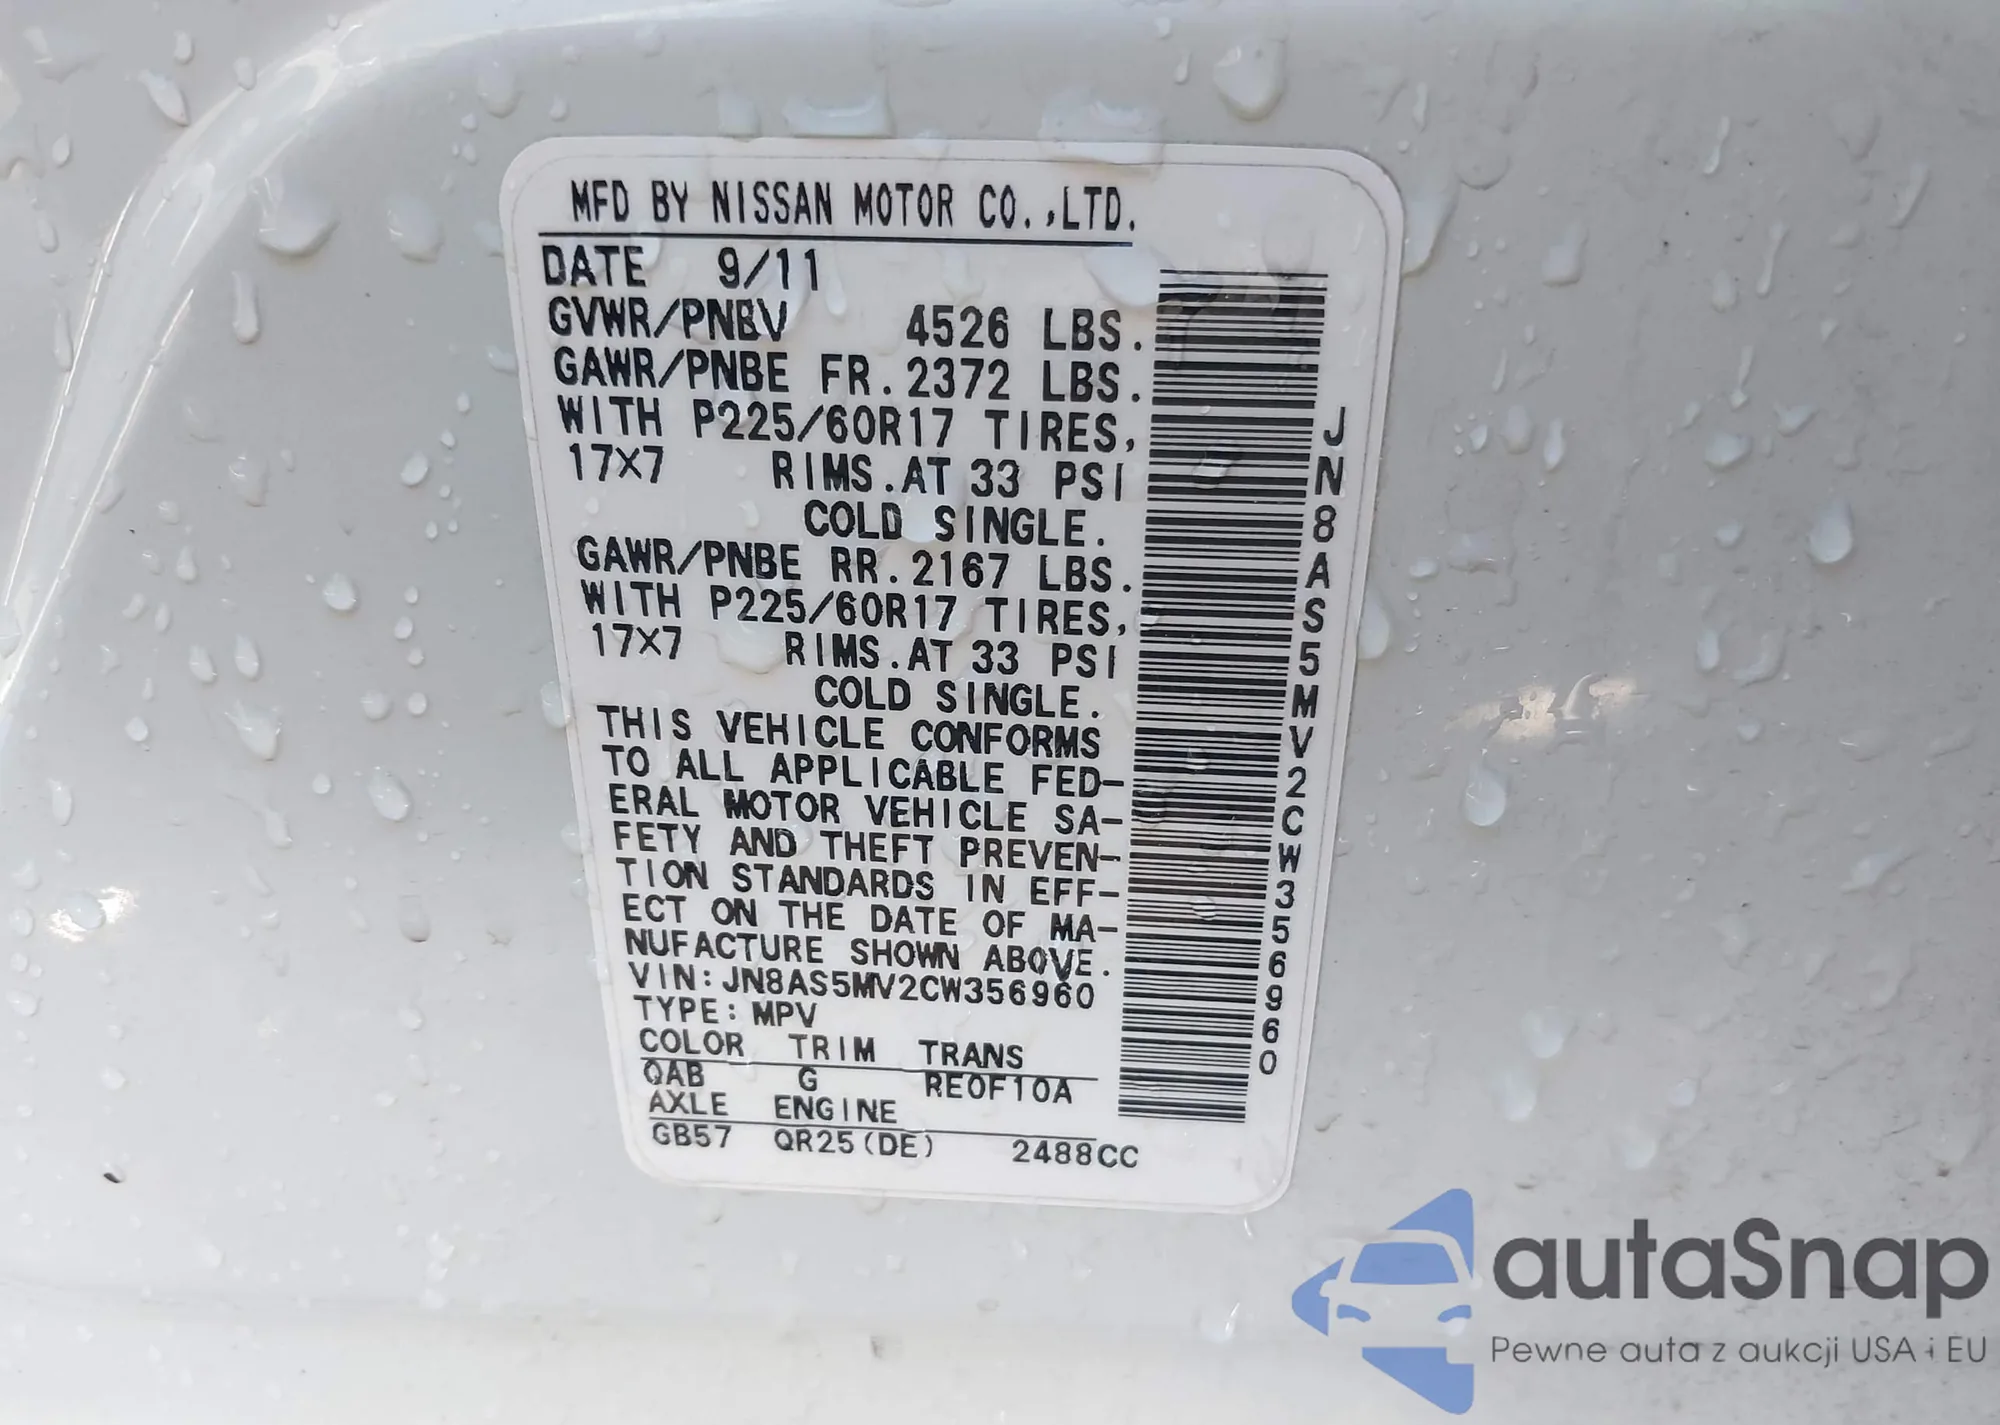 MFD BY NISSAN MOTOR CO.,LTD.
DATE 9/11
GVWR/PNBV 4526 LBS.
GAWR/PNBE FR.2372 LBS.
WITH P225/60R17 TIRES,
17X7 RIMS.AT 33 PSI
COLD SINGLE.
GAWR/PNBE RR.2167 LBS.
WITH P225/60R17 TIRES,
17X7 RIMS.AT 33 PSI
COLD SINGLE.
THIS VEHICLE CONFORMS
TO ALL APPLICABLE FED-
ERAL MOTOR VEHICLE SA-
FETY AND THEFT PREVEN-
TION STANDARDS IN EFF-
ECT ON THE DATE OF MA-
NUFACTURE SHOWN ABOVE.
VIN:JN8AS5MV2CW356960
TYPE:MPV
COLOR TRIM TRANS
QAB G RE0F10A
AXLE ENGINE
GB57 QR25(DE) 2488CC
JN8AS5MV2CW356960
autaSnap
Pewne auta z aukcji USA i EU